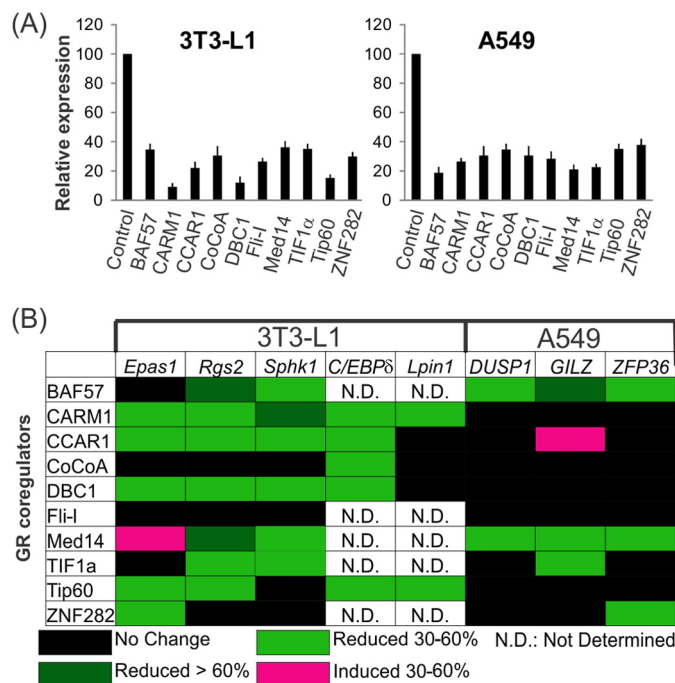 (A)
3T3-L1
A549
Relative expression
120
100
80
60
40
20
0
Control
BAF57
CARM1
CCAR1
CoCoA
DBC1
Fli-I
Med14
TIF1α
Tip60
ZNF282
120
100
80
60
40
20
0
Control
BAF57
CARM1
CCAR1
CoCoA
DBC1
Fli-I
Med14
TIF1α
Tip60
ZNF282
(B)
3T3-L1 A549
Epas1 Rgs2 Sphk1 C/EBPδ Lpin1 DUSP1 GILZ ZFP36
GR coregulators
BAF57 N.D. N.D.
CARM1
CCAR1
CoCoA
DBC1
Fli-I N.D. N.D.
Med14 N.D. N.D.
TIF1a N.D. N.D.
Tip60
ZNF282 N.D. N.D.
No Change Reduced 30-60% N.D.: Not Determined
Reduced > 60% Induced 30-60%